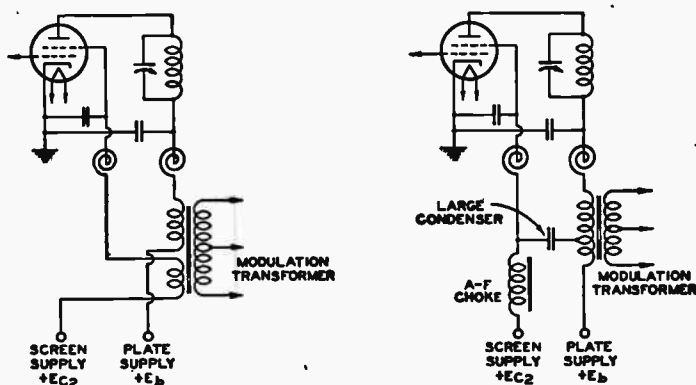 MODULATION
TRANSFORMER
SCREEN
SUPPLY
+EC2
PLATE
SUPPLY
+Eb
LARGE
CONDENSER
A-F
CHOKE
MODULATION
TRANSFORMER
SCREEN
SUPPLY
+EC2
PLATE
SUPPLY
+Eb